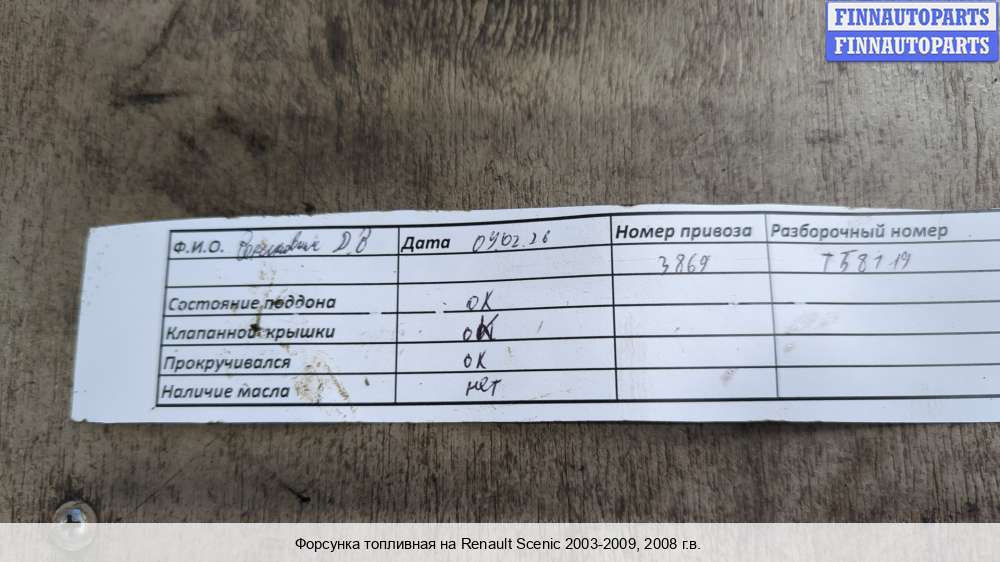 FINNAUTOPARTS
FINNAUTOPARTS
Ф.И.О. Д.В Дата 04.02.26 Номер привоза Разборочный номер
3869 ТБ8119
Состояние поддона ОК
Клапанной крышки ОК
Прокручивался ОК
Наличие масла нет
Форсунка топливная на Renault Scenic 2003-2009, 2008 г.в.